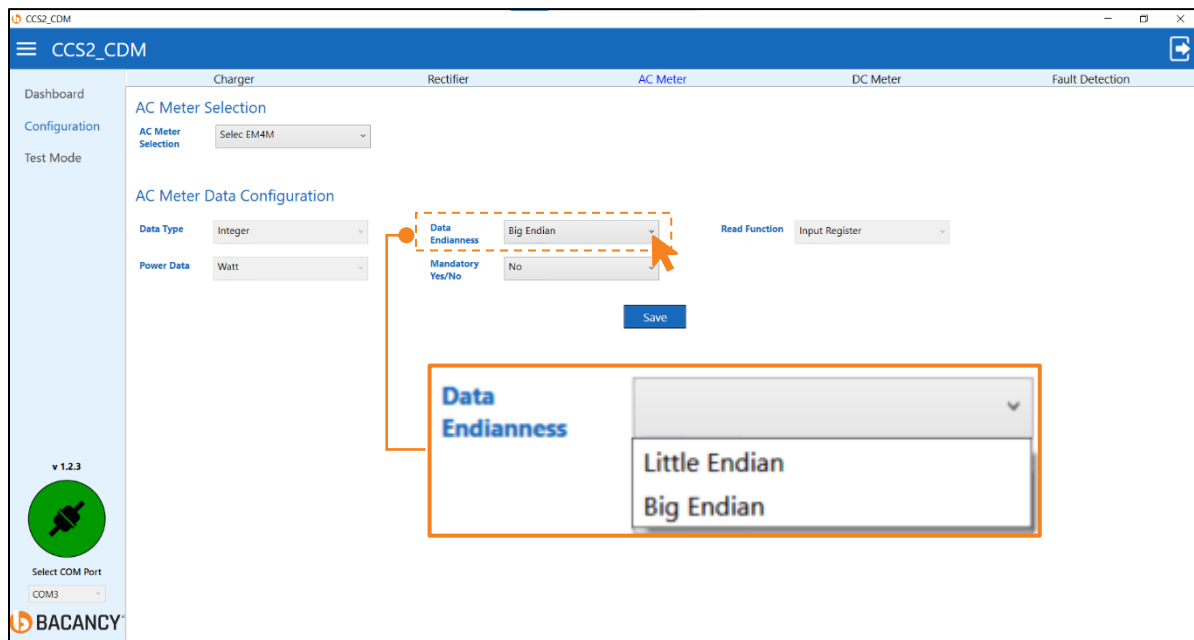 CCS2_CDM
CCS2_CDM
Charger Rectifier AC Meter DC Meter Fault Detection
Dashboard
Configuration
Test Mode
AC Meter Selection
AC Meter
Selection
Selec EM4M
AC Meter Data Configuration
Data Type
Integer
Data
Endianness
Big Endian
Read Function
Input Register
Power Data
Watt
Mandatory
Yes/No
No
Save
Data
Endianness
Little Endian
Big Endian
v 1.2.3
Select COM Port
COM3
BACANCY